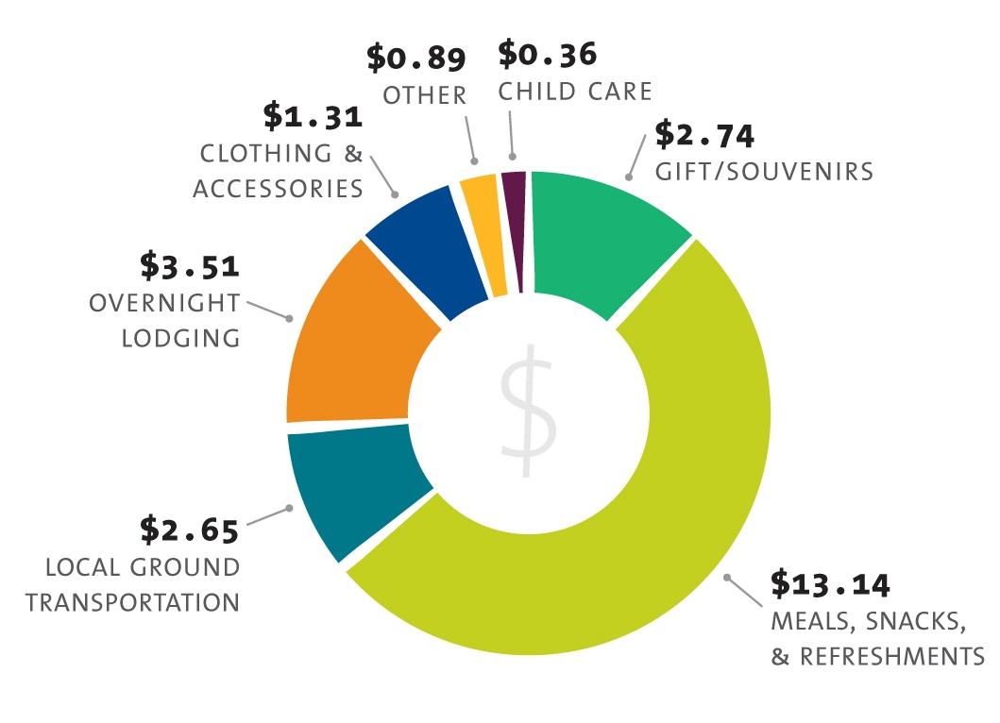 $0.89
OTHER
$0.36
CHILD CARE
$2.74
GIFT/SOUVENIRS
$13.14
MEALS, SNACKS,
& REFRESHMENTS
$2.65
LOCAL GROUND
TRANSPORTATION
$3.51
OVERNIGHT
LODGING
$1.31
CLOTHING &
ACCESSORIES
$